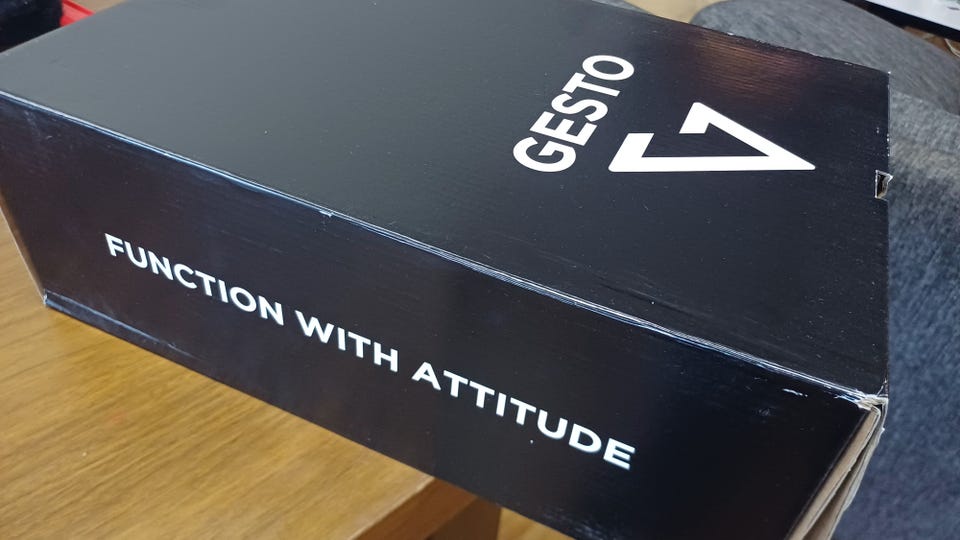 GESTO
FUNCTION WITH ATTITUDE